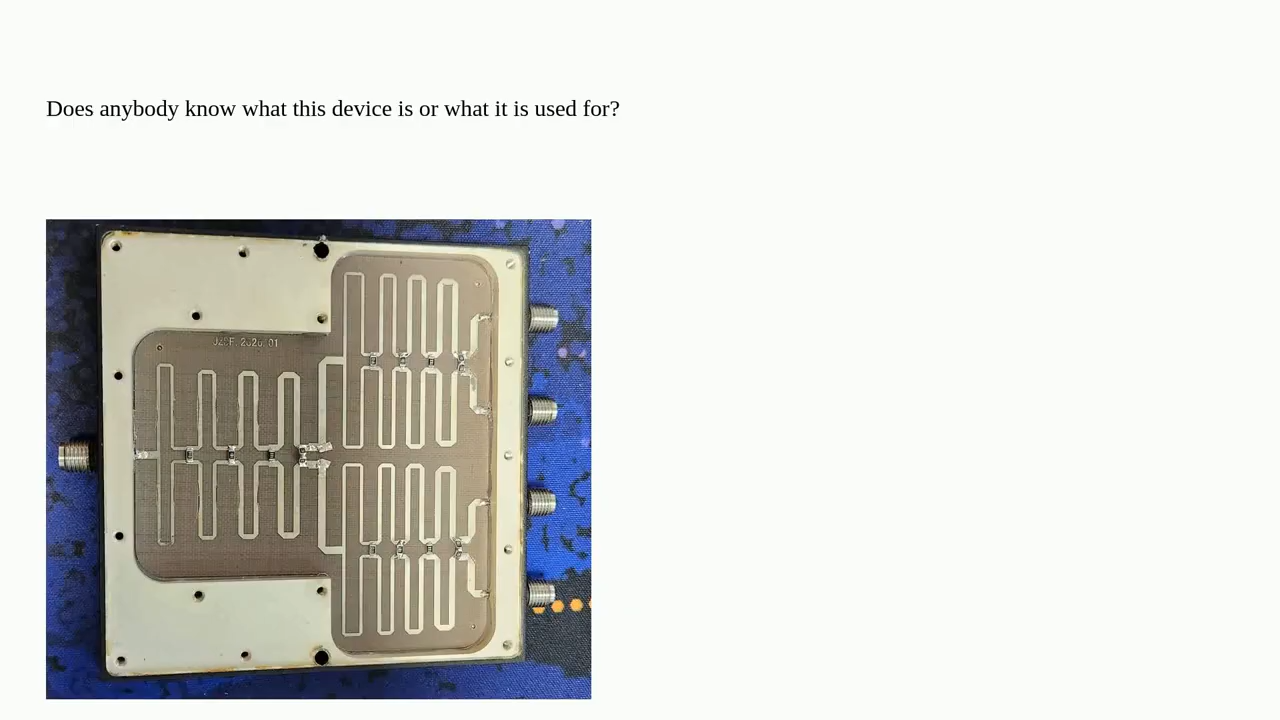 Does anybody know what this device is or what it is used for?